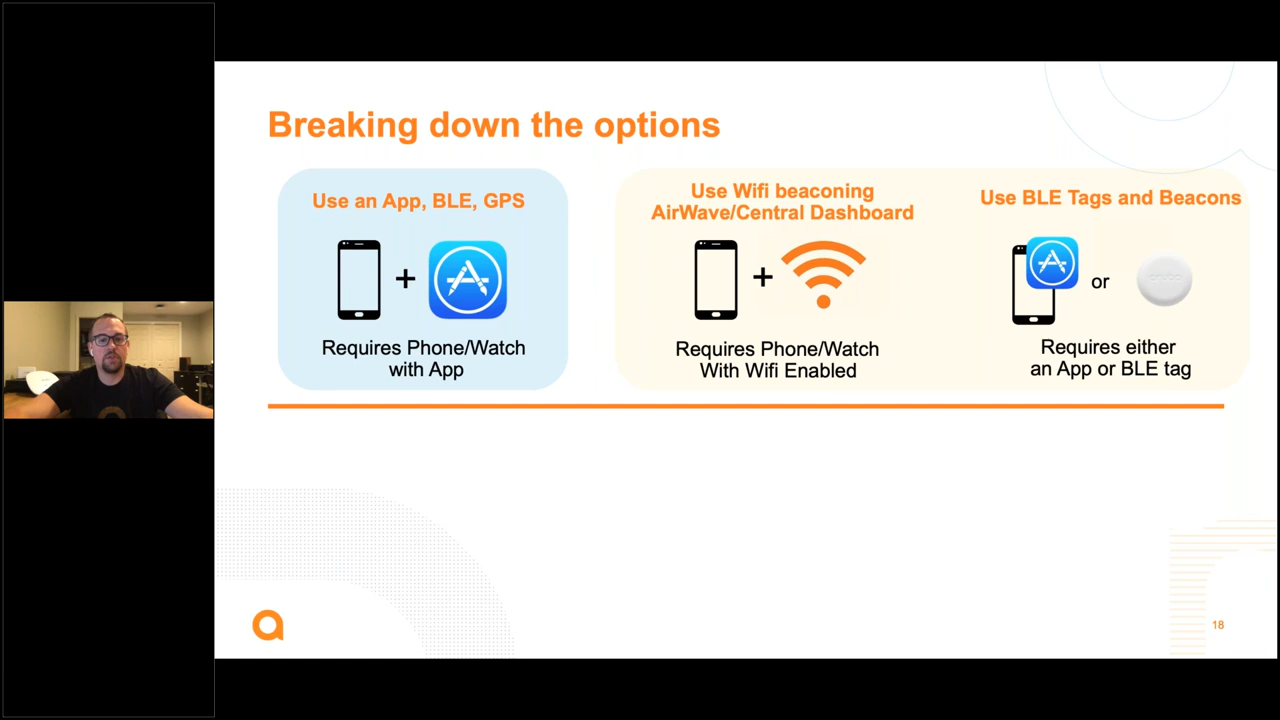 Breaking down the options
Use an App, BLE, GPS
+
Requires Phone/Watch
with App
Use Wifi beaconing
AirWave/Central Dashboard
+
Requires Phone/Watch
With Wifi Enabled
Use BLE Tags and Beacons
or
Requires either
an App or BLE tag
18